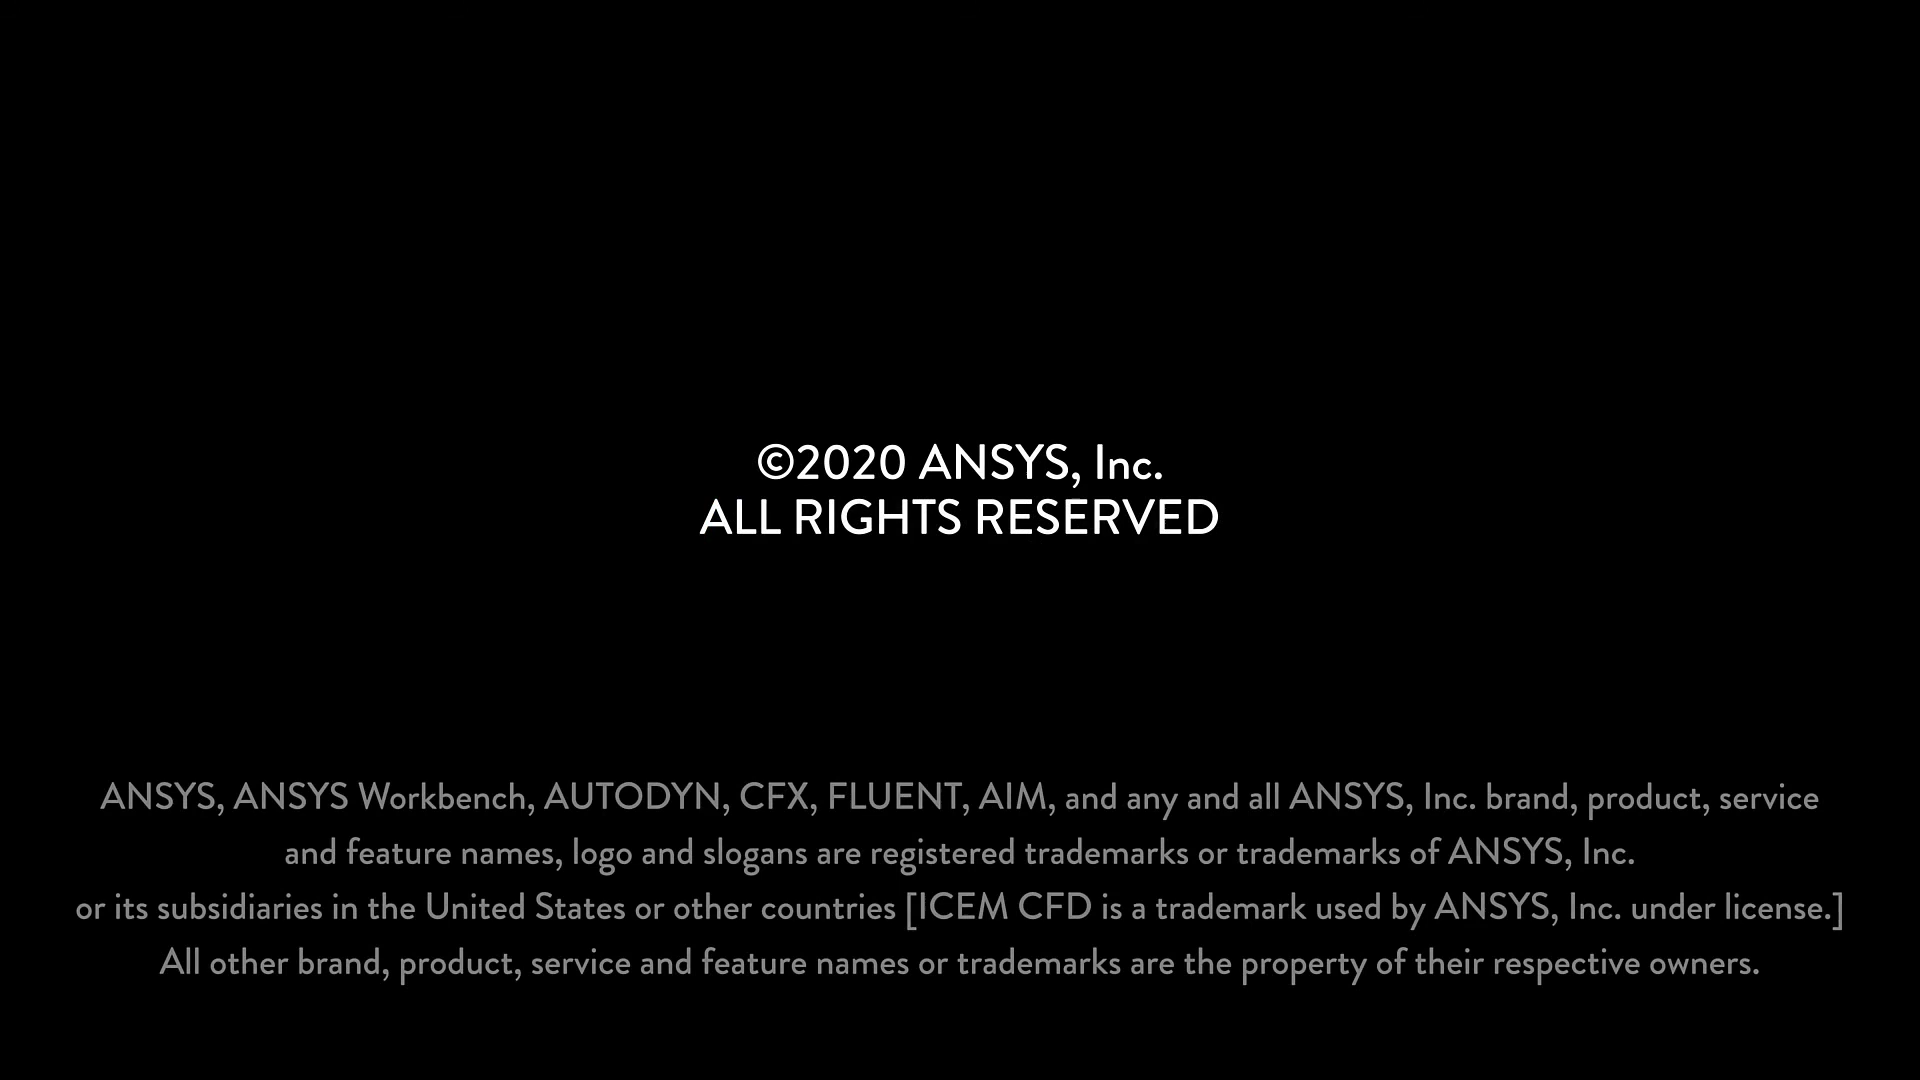 ©2020 ANSYS, Inc.
ALL RIGHTS RESERVED
ANSYS, ANSYS Workbench, AUTODYN, CFX, FLUENT, AIM, and any and all ANSYS, Inc. brand, product, service
and feature names, logo and slogans are registered trademarks or trademarks of ANSYS, Inc.
or its subsidiaries in the United States or other countries [ICEM CFD is a trademark used by ANSYS, Inc. under license.]
All other brand, product, service and feature names or trademarks are the property of their respective owners.